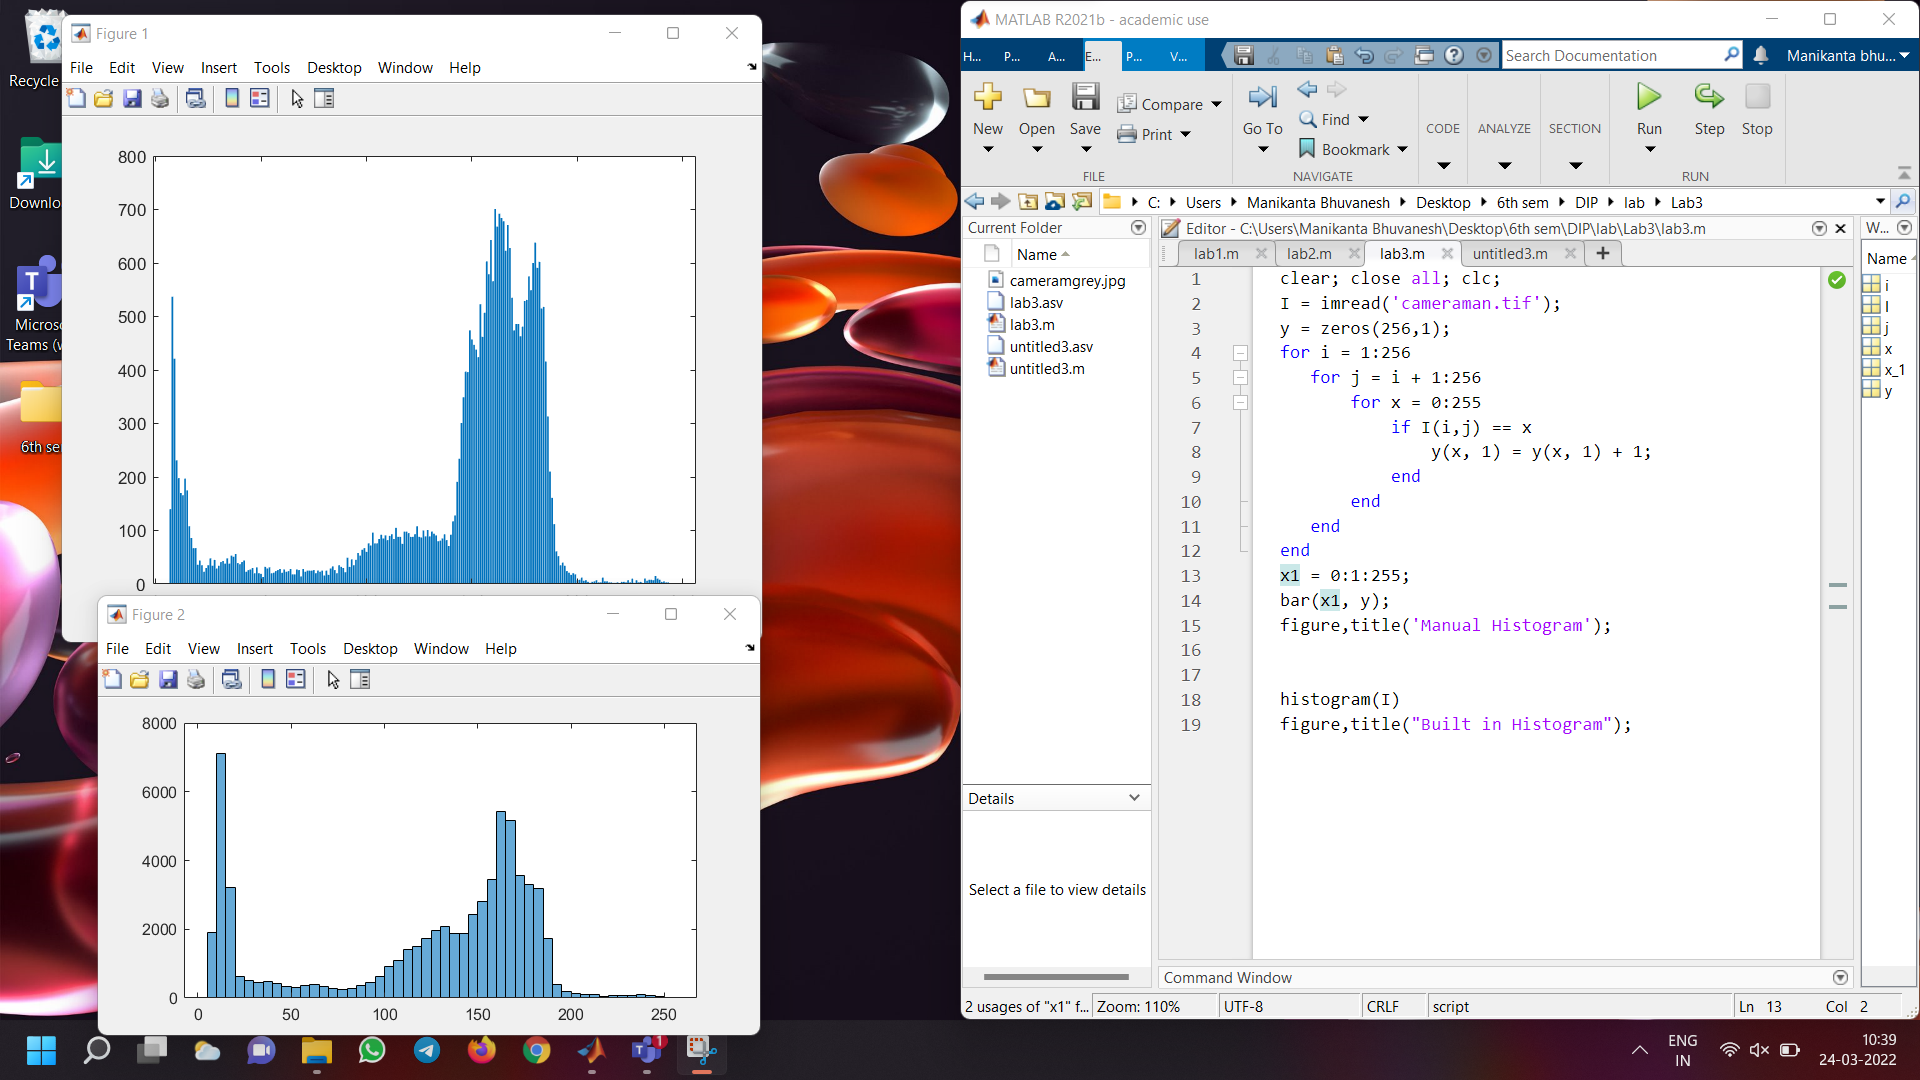 Recycle
Downlo
Micros
Teams (w
6th se
Figure 1
File Edit View Insert Tools Desktop Window Help
800
700
600
500
400
300
200
100
0
Figure 2
File Edit View Insert Tools Desktop Window Help
8000
6000
4000
2000
0
0 50 100 150 200 250
MATLAB R2021b - academic use
H... P... A... E... P... V...
Search Documentation
Manikanta bhu...
New
Open
Save
Compare
Print
FILE
Go To
Find
Bookmark
NAVIGATE
CODE
ANALYZE
SECTION
Run
Step
Stop
RUN
C: Users Manikanta Bhuvanesh Desktop 6th sem DIP lab Lab3
Current Folder
Name
cameramgrey.jpg
lab3.asv
lab3.m
untitled3.asv
untitled3.m
Details
Select a file to view details
Editor - C:\Users\Manikanta Bhuvanesh\Desktop\6th sem\DIP\lab\Lab3\lab3.m
lab1.m lab2.m lab3.m untitled3.m
1 clear; close all; clc;
2 I = imread('cameraman.tif');
3 y = zeros(256,1);
4 for i = 1:256
5 for j = i + 1:256
6 for x = 0:255
7 if I(i,j) == x
8 y(x, 1) = y(x, 1) + 1;
9 end
10 end
11 end
12 end
13 x1 = 0:1:255;
14 bar(x1, y);
15 figure,title('Manual Histogram');
16
17
18 histogram(I)
19 figure,title("Built in Histogram");
W...
Name
i
I
j
x
x_1
y
Command Window
2 usages of "x1" f... Zoom: 110% UTF-8 CRLF script Ln 13 Col 2
1
ENG
IN
10:39
24-03-2022